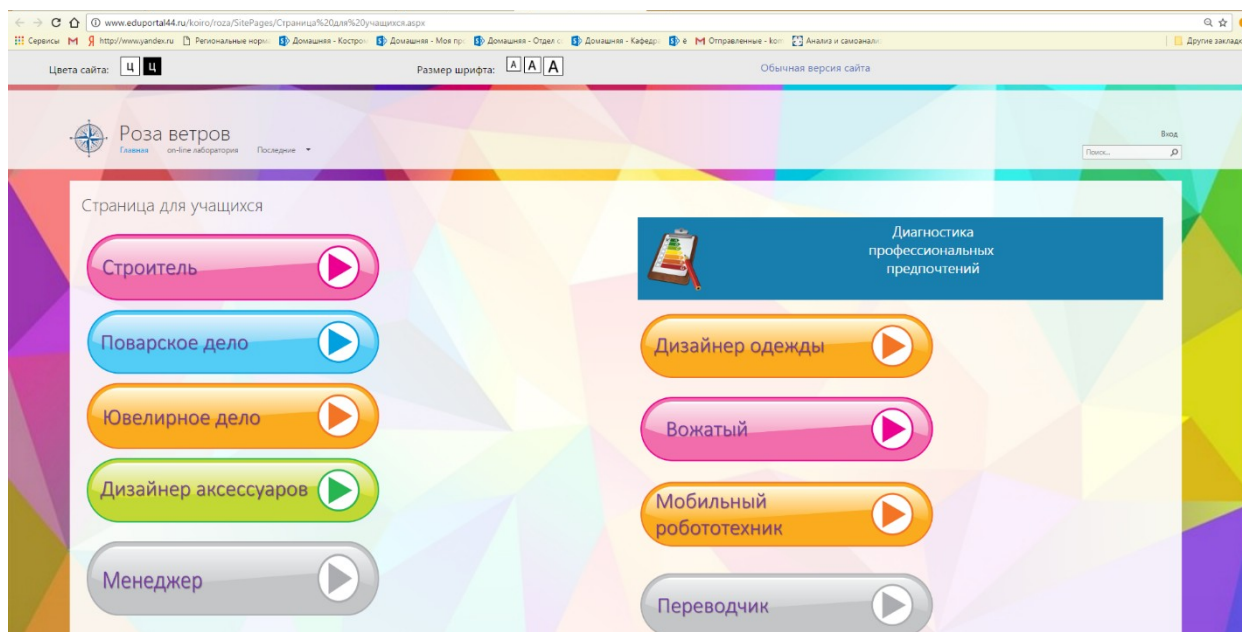 www.eduportal44.ru/koiro/roza/SitePages/Страница%20для%20учащихся.aspx
Сервисы http://www.yandex.ru Региональные норм Домашняя - Костро Домашняя - Моя пр Домашняя - Отдел Домашняя - Кафедр е Отправленные - kom Анализ и самоанали Другие заклад
Цвета сайта: Ц Ц Размер шрифта: А А А Обычная версия сайта
Роза ветров
Вход
Главная on-line лаборатория Последние
Поиск...
Страница для учащихся
Строитель
Поварское дело
Ювелирное дело
Дизайнер аксессуаров
Менеджер
Диагностика
профессиональных
предпочтений
Дизайнер одежды
Вожатый
Мобильный
робототехник
Переводчик